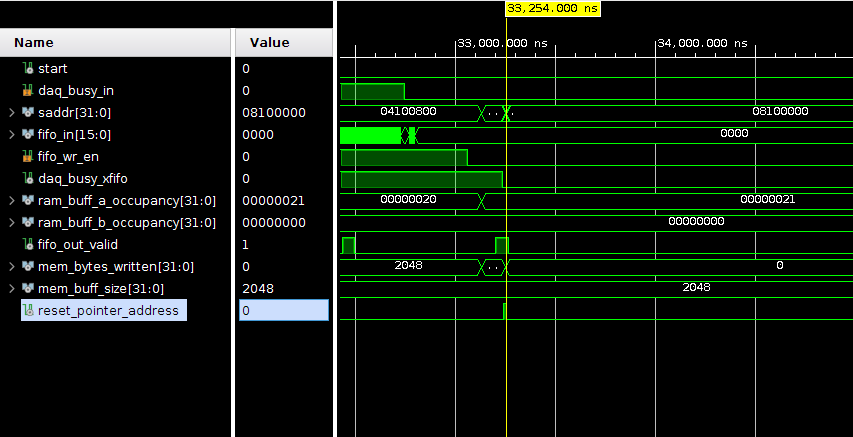 33,254.000 ns
Name Value
33,000.000 ns 34,000.000 ns
start 0
daq_busy_in 0
saddr[31:0] 08100000 04100800 08100000
fifo_in[15:0] 0000 0000
fifo_wr_en 0
daq_busy_xfifo 0
ram_buff_a_occupancy[31:0] 00000021 00000020 00000021
ram_buff_b_occupancy[31:0] 00000000 00000000
fifo_out_valid 1
mem_bytes_written[31:0] 0 2048 0
mem_buff_size[31:0] 2048 2048
reset_pointer_address 0